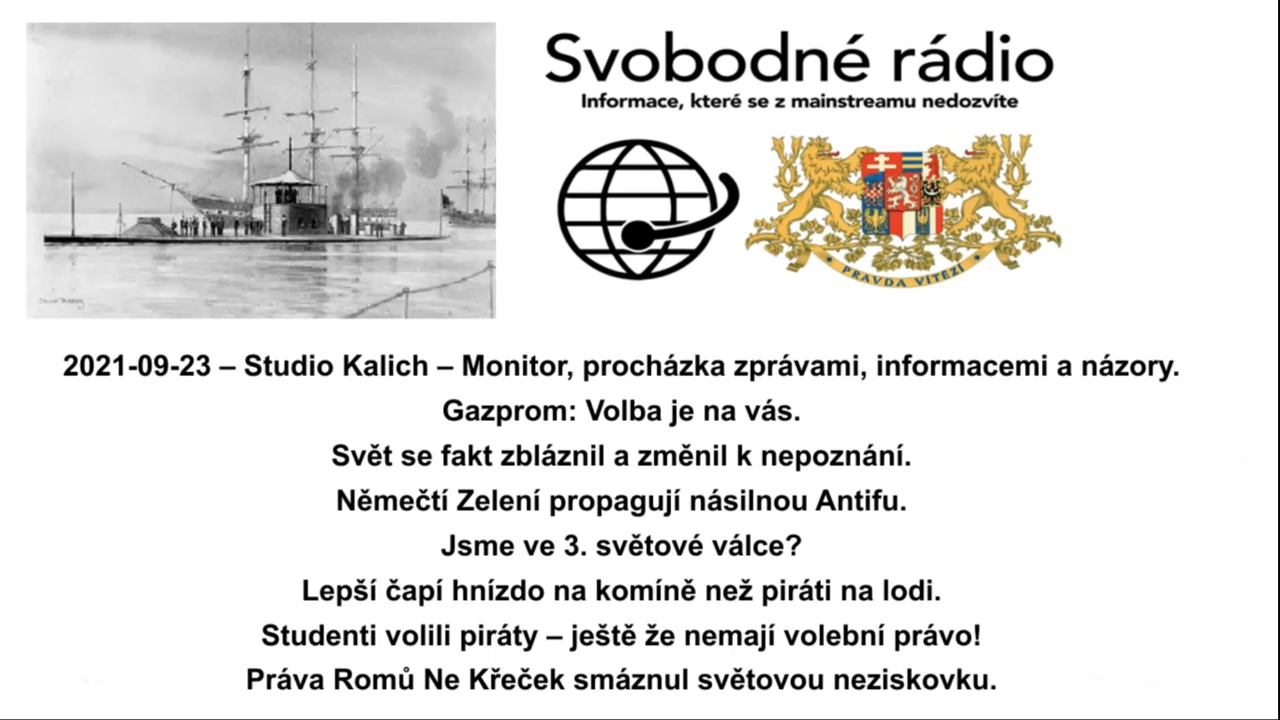 Svobodné rádio
Informace, které se z mainstreamu nedozvíte
PRAVDA VÍTĚZÍ
2021-09-23 – Studio Kalich – Monitor, procházka zprávami, informacemi a názory.
Gazprom: Volba je na vás.
Svět se fakt zbláznil a změnil k nepoznání.
Němečtí Zelení propagují násilnou Antifu.
Jsme ve 3. světové válce?
Lepší čapí hnízdo na komíně než piráti na lodi.
Studenti volili piráty – ještě že nemají volební právo!
Práva Romů Ne Křeček smáznul světovou neziskovku.